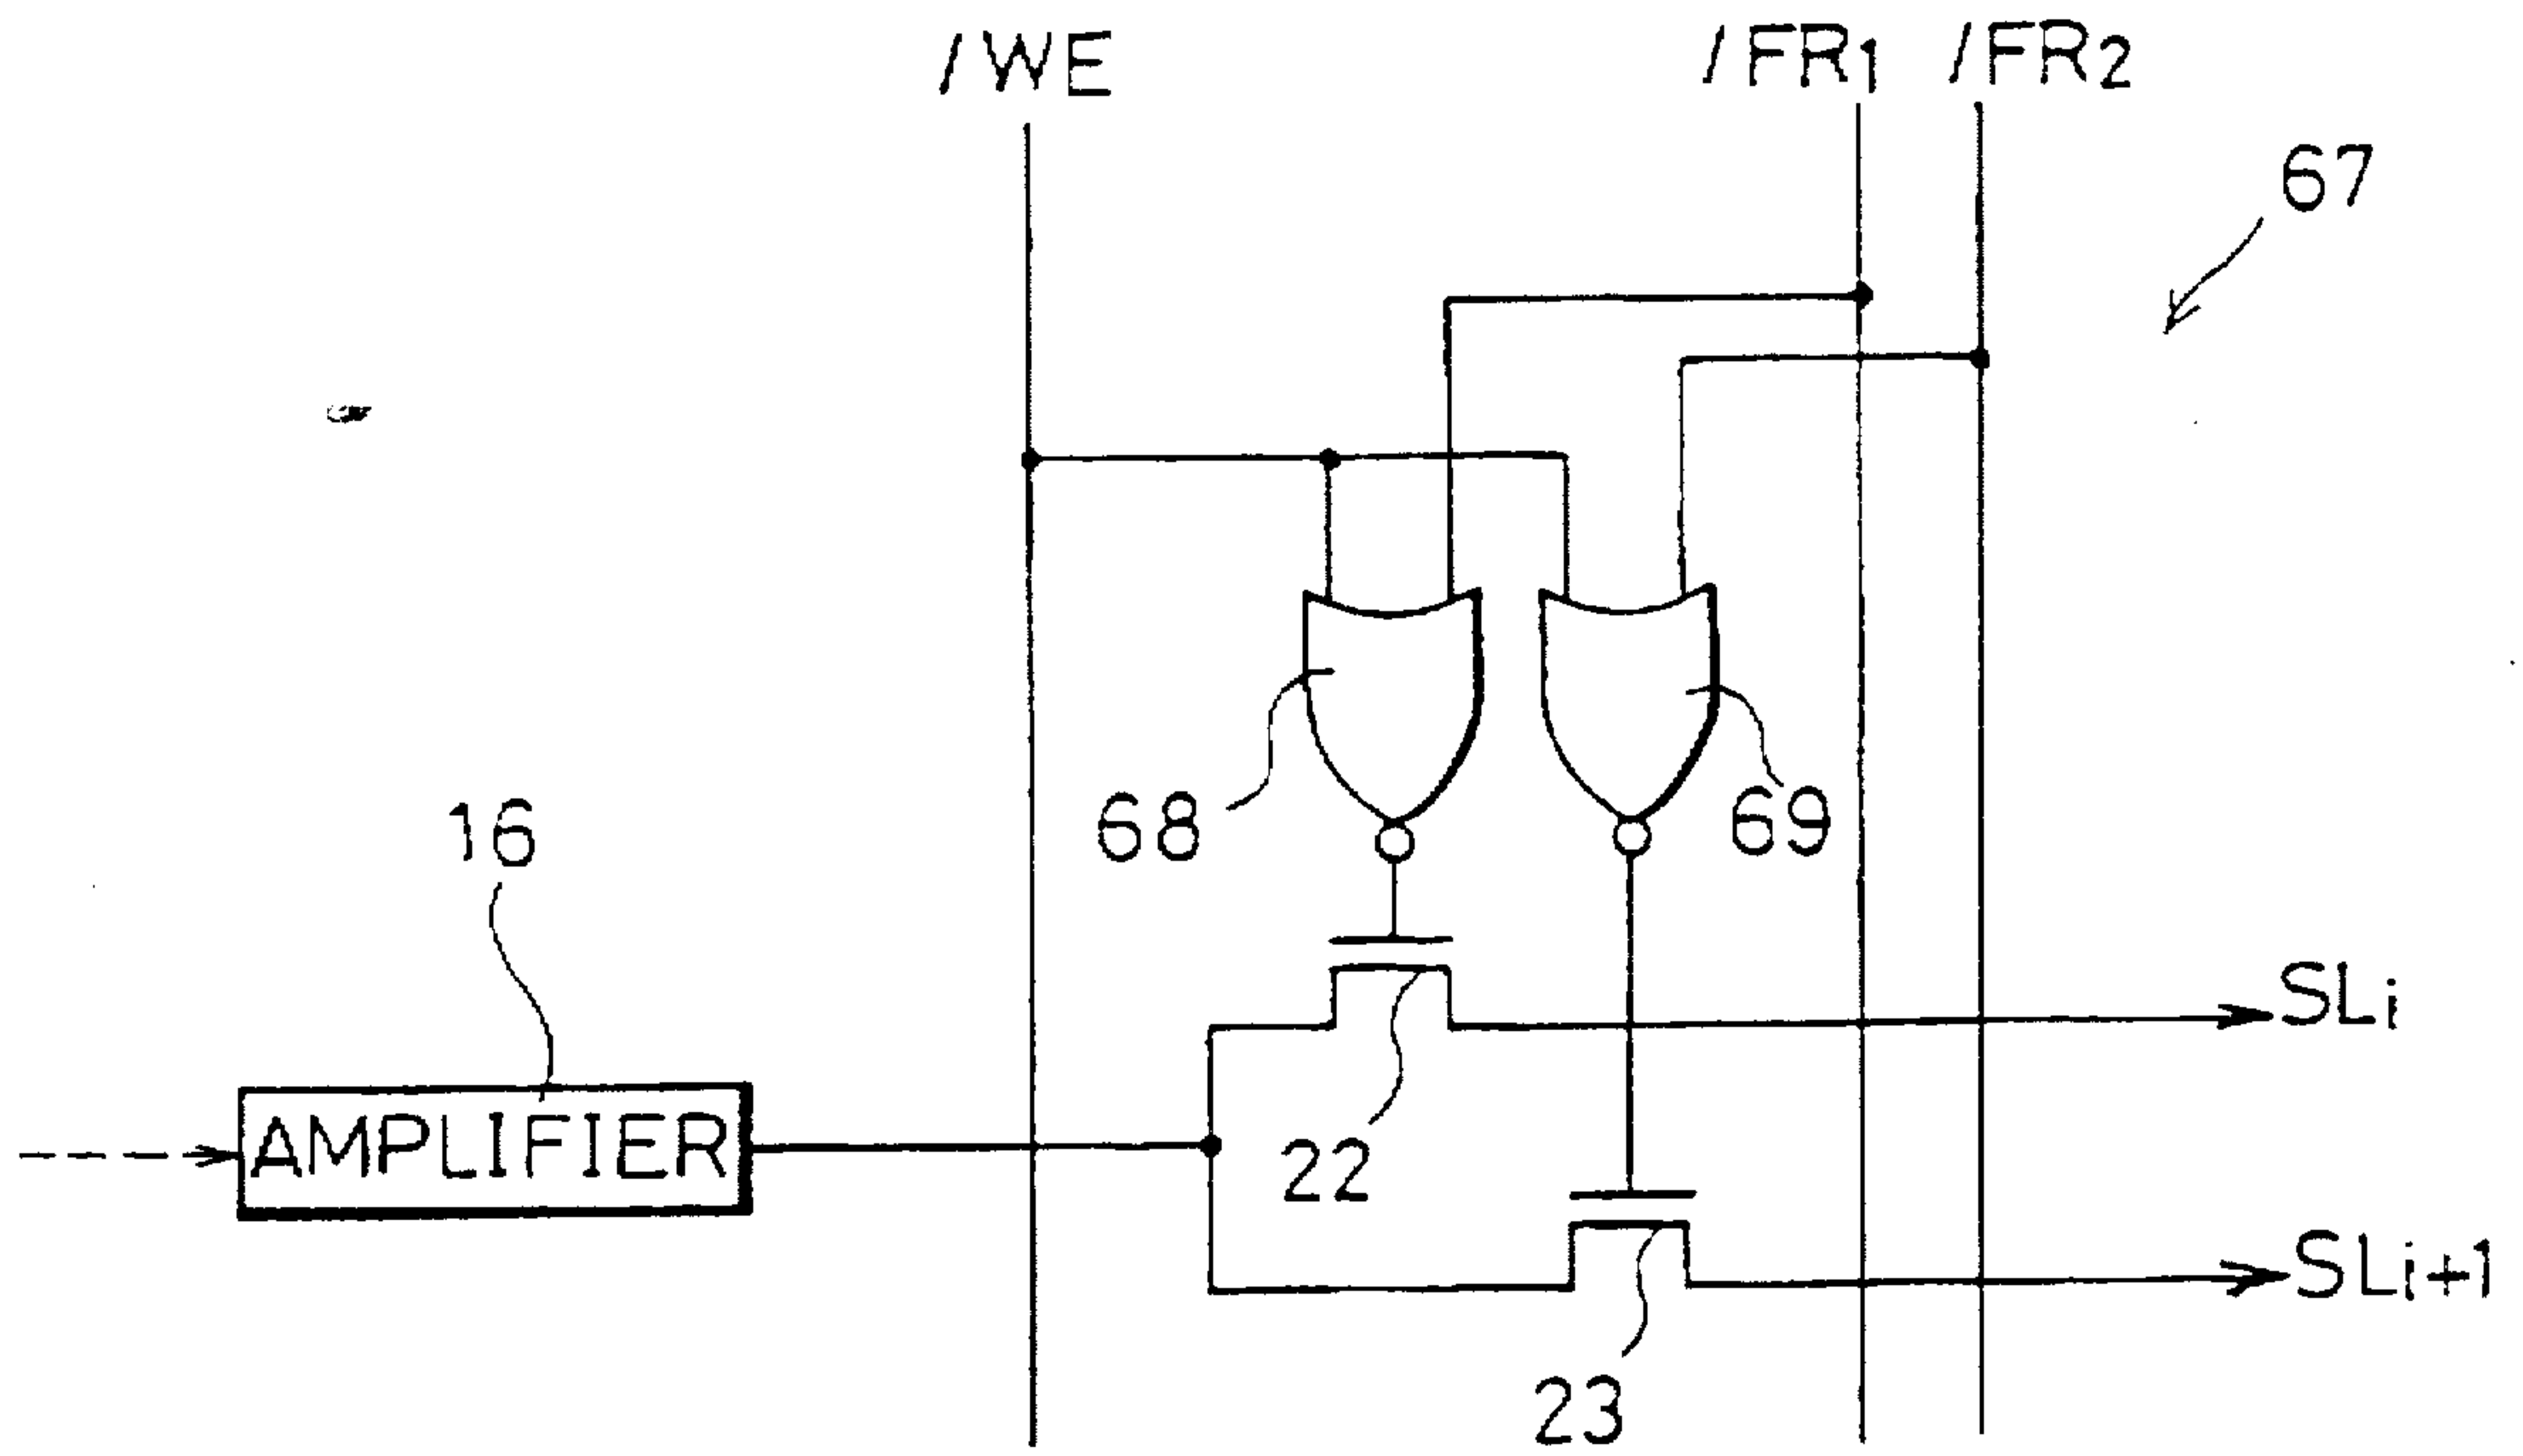 /WE
/FR1
/FR2
67
68
69
16
AMPLIFIER
22
SLi
23
SLi+1